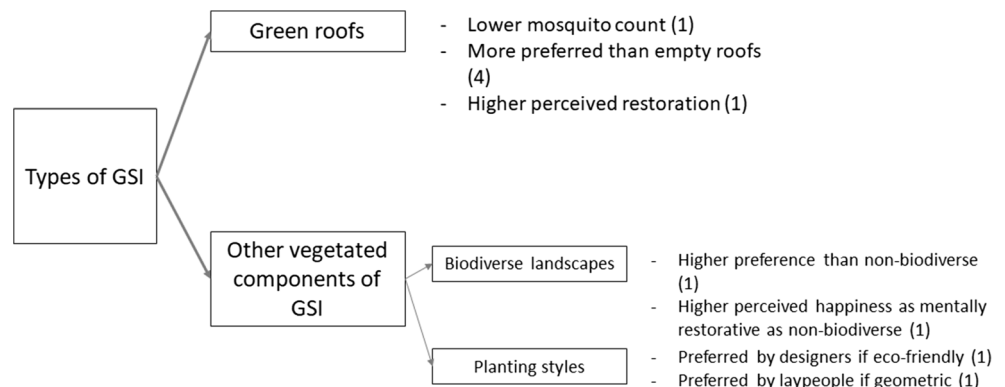 Green roofs
- Lower mosquito count (1)
- More preferred than empty roofs
(4)
- Higher perceived restoration (1)
Types of GSI
Other vegetated
components of
GSI
Biodiverse landscapes
- Higher preference than non-biodiverse
(1)
- Higher perceived happiness as mentally
restorative as non-biodiverse (1)
Planting styles
- Preferred by designers if eco-friendly (1)
- Preferred by laypeople if geometric (1)